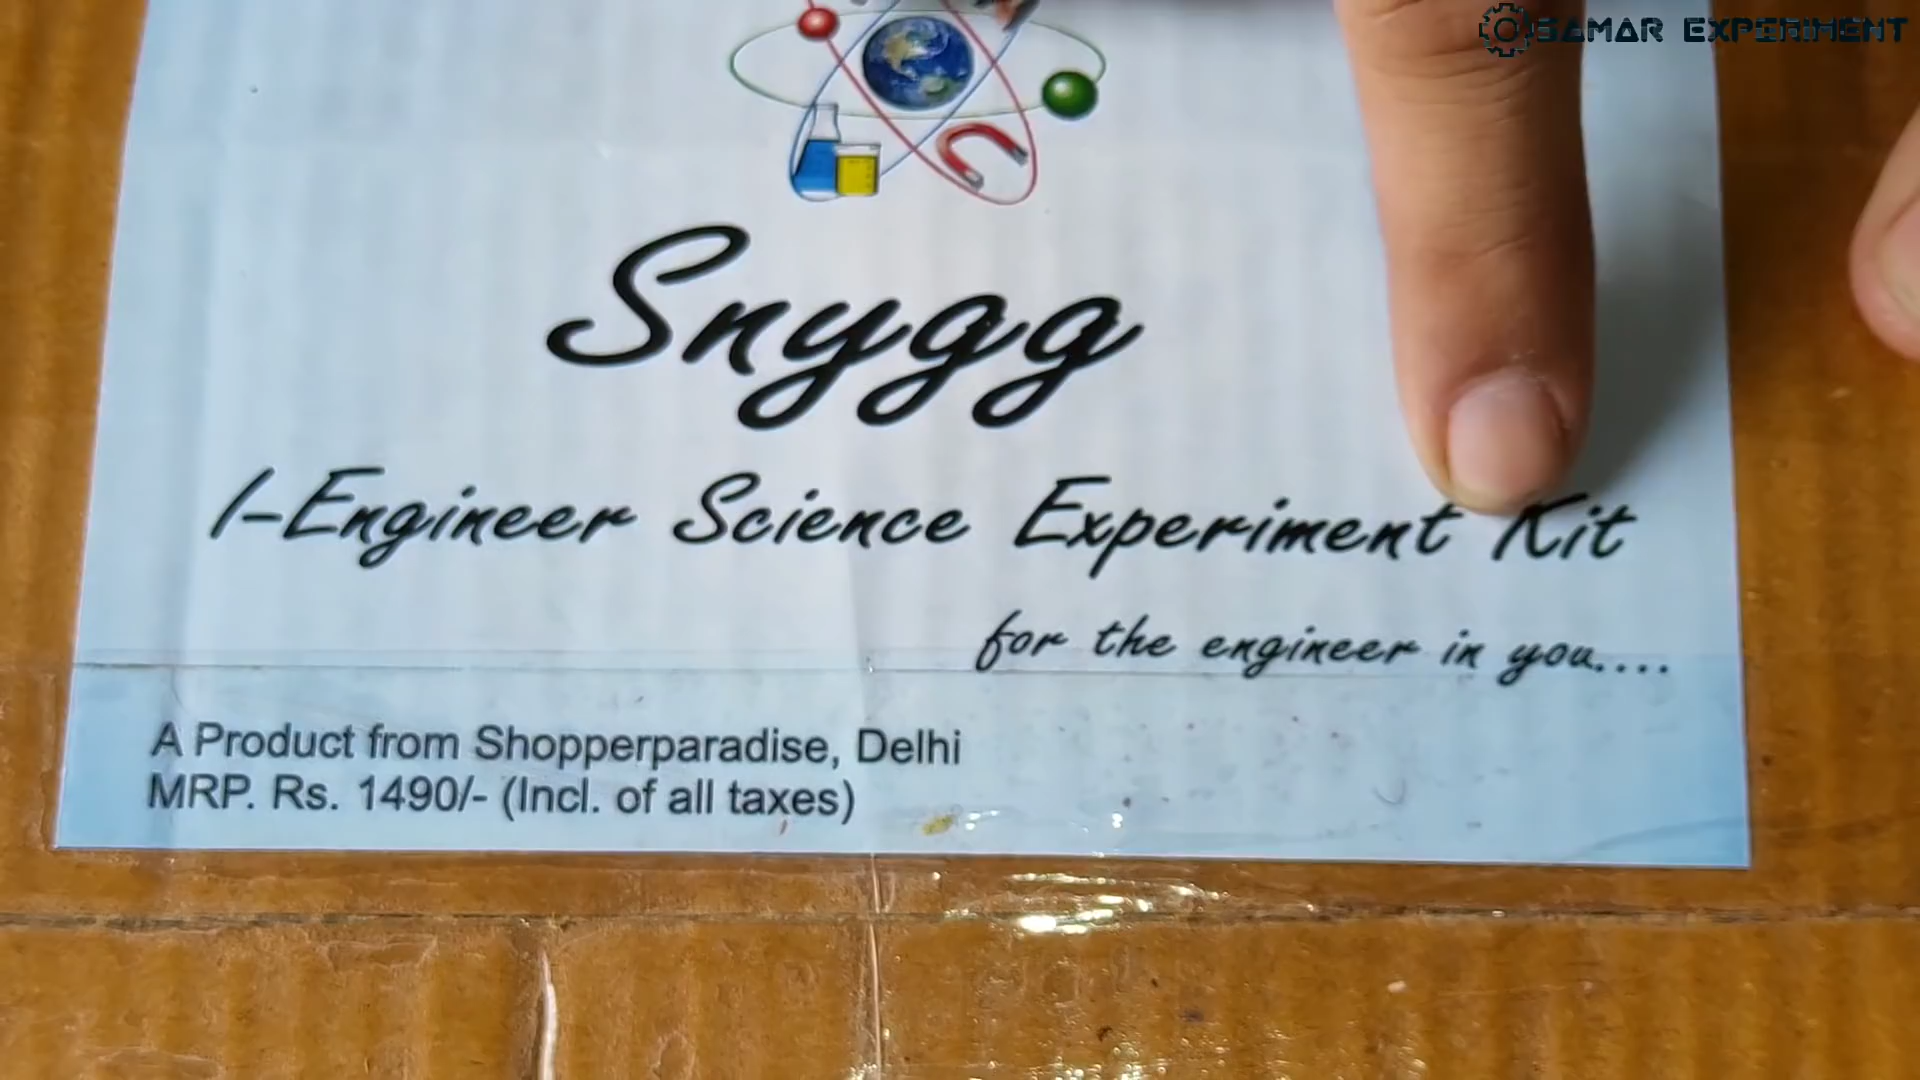 SAMAR EXPERIMENT
Snygg
I-Engineer Science Experiment Kit
for the engineer in you....
A Product from Shopperparadise, Delhi
MRP. Rs. 1490/- (Incl. of all taxes)